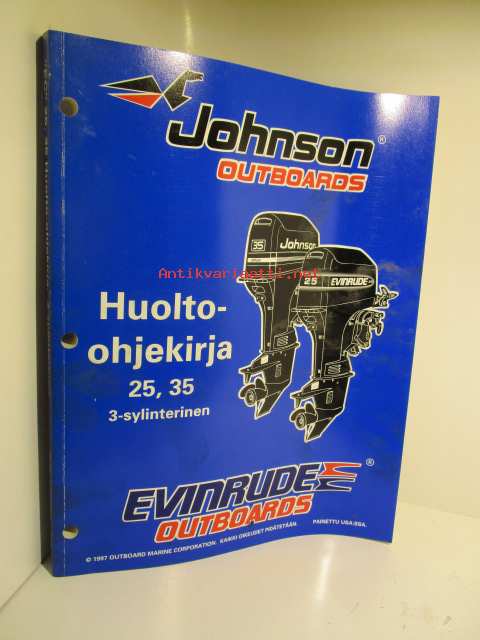 Johnson®
OUTBOARDS
35 Johnson
25 EVINRUDE
Antikvariaatti.net
Huolto-
ohjekirja
25, 35
3-sylinterinen
EVINRUDE®
OUTBOARDS
© 1997 OUTBOARD MARINE CORPORATION. KAIKKI OIKEUDET PIDÄTETÄÄN. PAINETTU USA:SSA.